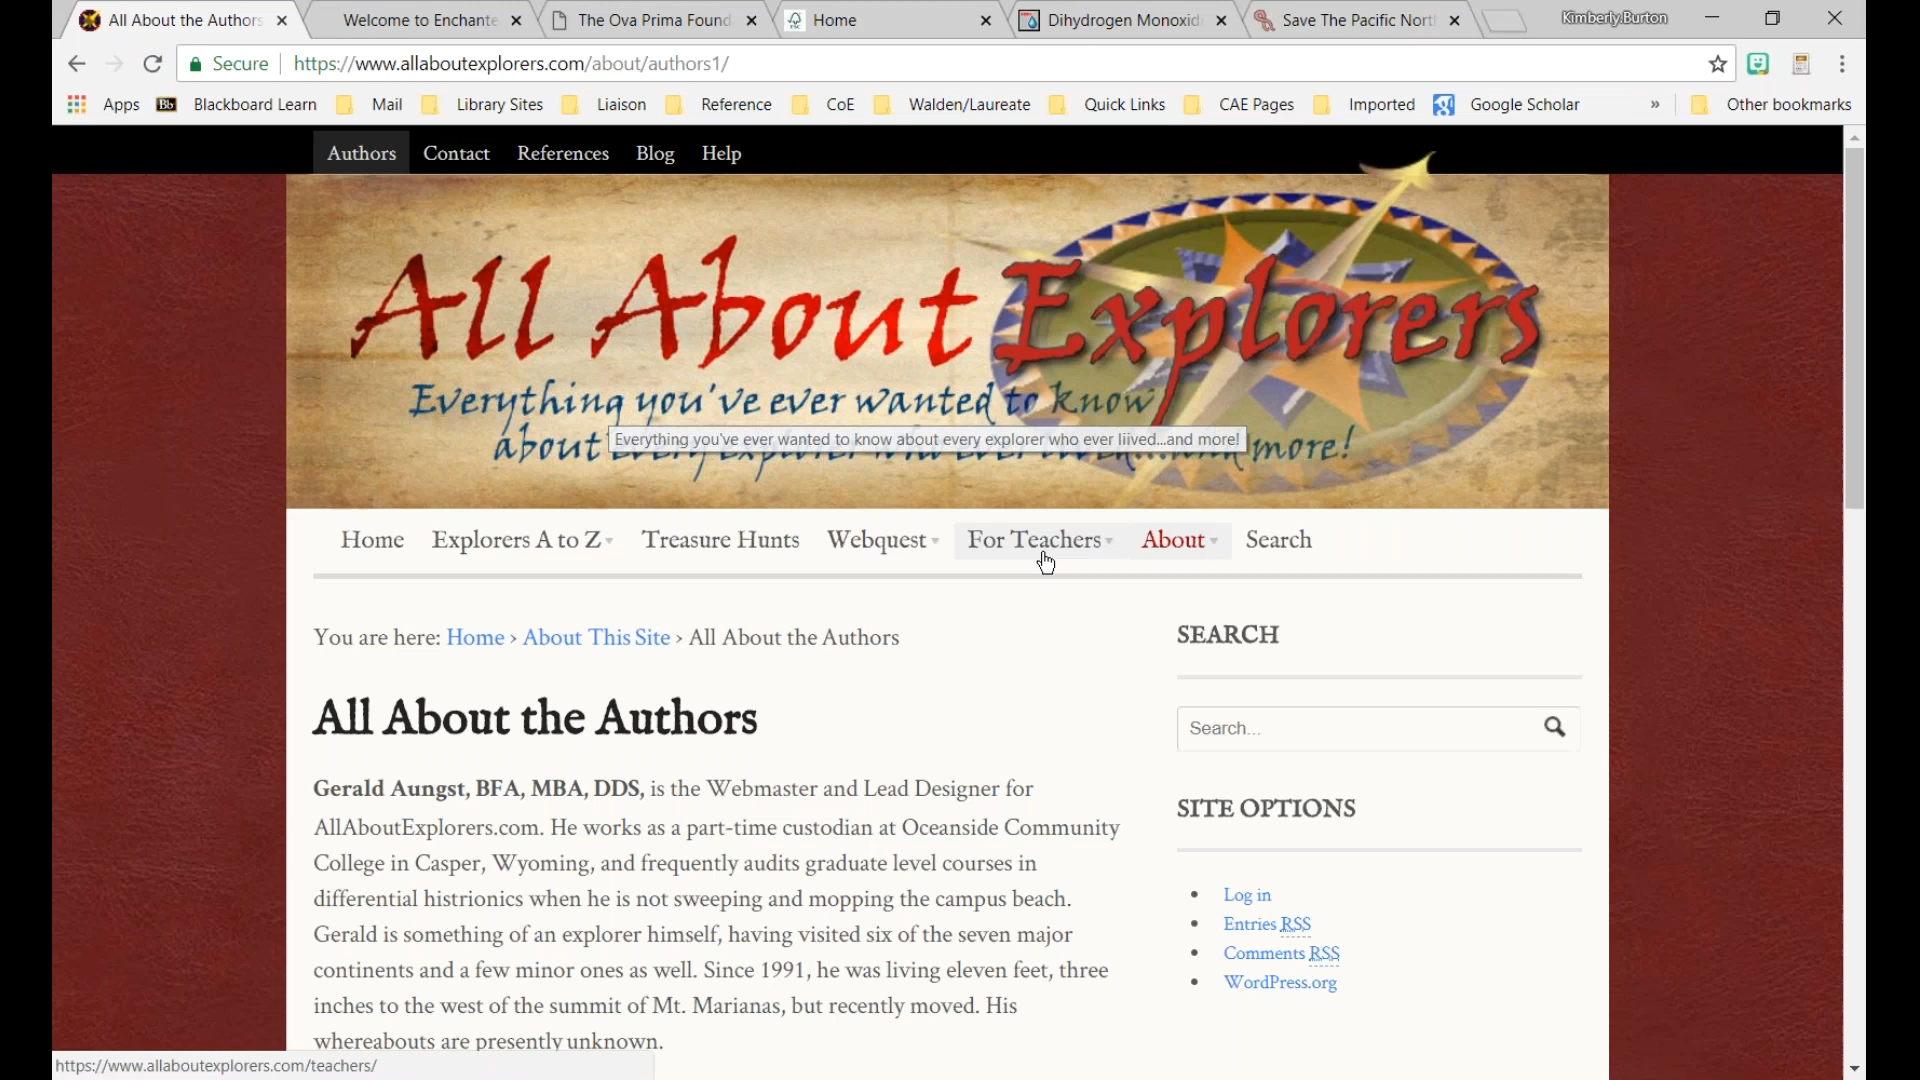 All About the Authors
Welcome to Enchante
The Ova Prima Found
Home
Dihydrogen Monoxid
Save The Pacific Nort
Kimberly.Burton
Secure
https://www.allaboutexplorers.com/about/authors1/
Apps
Bb
Blackboard Learn
Mail
Library Sites
Liaison
Reference
CoE
Walden/Laureate
Quick Links
CAE Pages
Imported
Google Scholar
»
Other bookmarks
Authors
Contact
References
Blog
Help
All About Explorers
Everything you've ever wanted to know
about every explorer who ever lived...and more!
Everything you've ever wanted to know about every explorer who ever liived...and more!
Home
Explorers A to Z
Treasure Hunts
Webquest
For Teachers
About
Search
You are here: Home › About This Site › All About the Authors
All About the Authors
Gerald Aungst, BFA, MBA, DDS, is the Webmaster and Lead Designer for
AllAboutExplorers.com. He works as a part-time custodian at Oceanside Community
College in Casper, Wyoming, and frequently audits graduate level courses in
differential histrionics when he is not sweeping and mopping the campus beach.
Gerald is something of an explorer himself, having visited six of the seven major
continents and a few minor ones as well. Since 1991, he was living eleven feet, three
inches to the west of the summit of Mt. Marianas, but recently moved. His
whereabouts are presently unknown.
SEARCH
Search...
SITE OPTIONS
Log in
Entries RSS
Comments RSS
WordPress.org
https://www.allaboutexplorers.com/teachers/